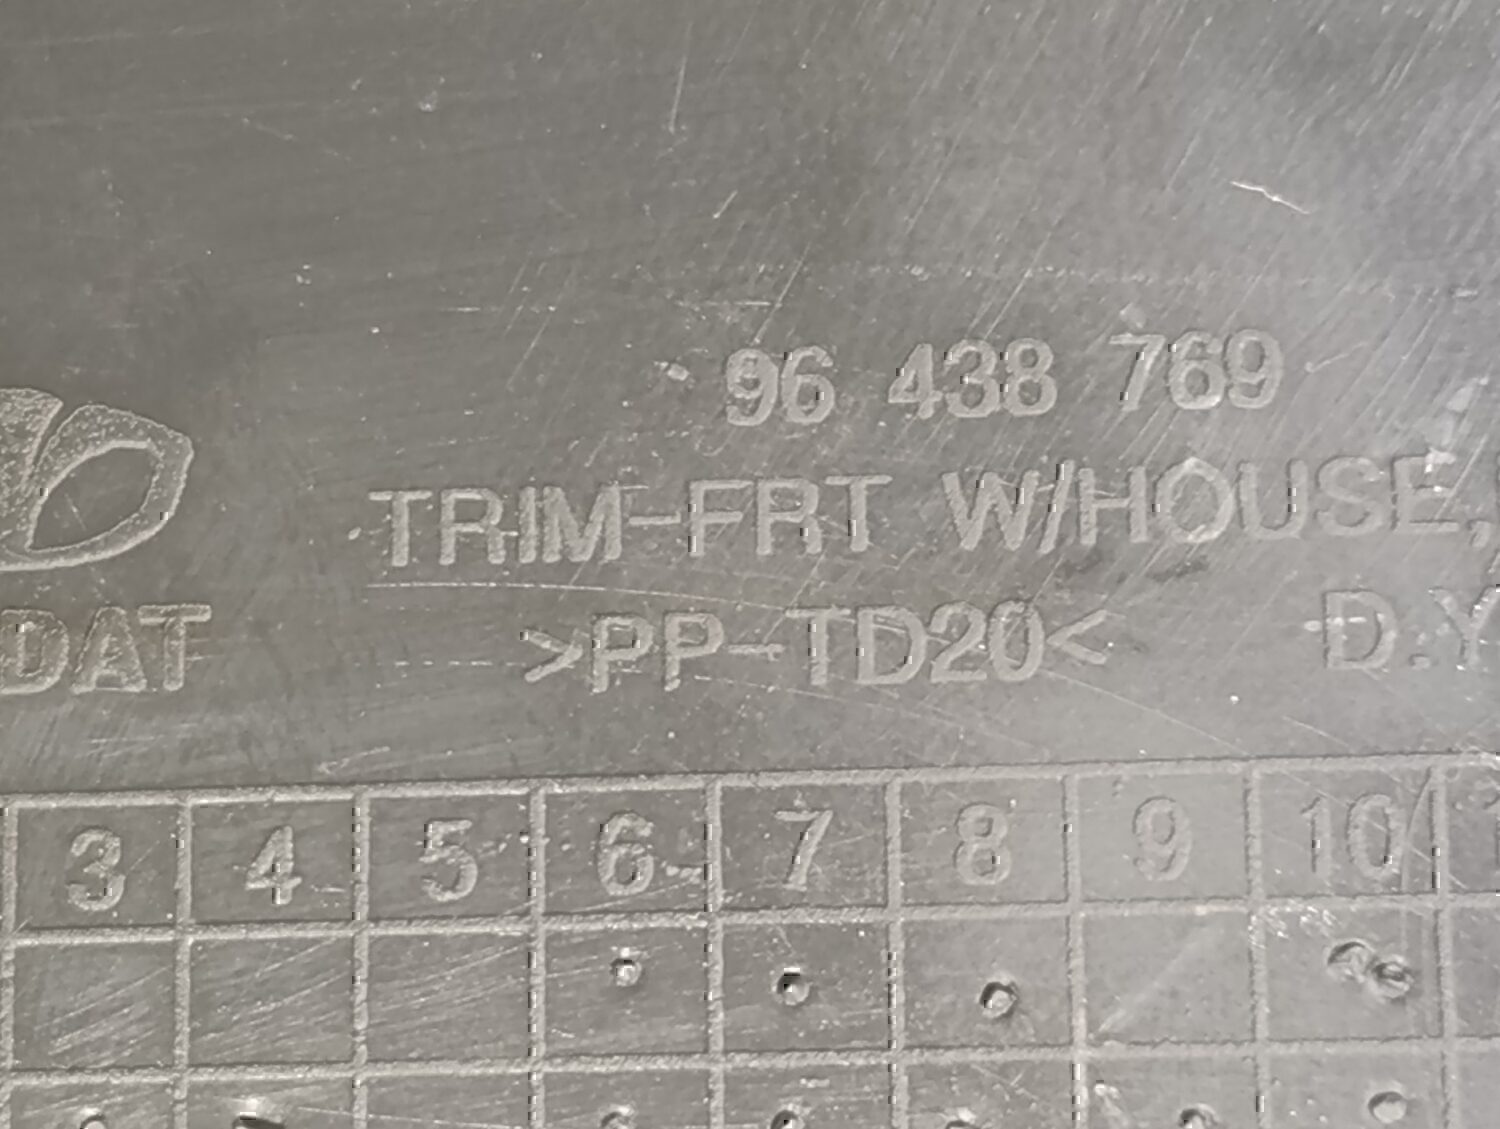 96 438 769
TRIM-FRT W/HOUSE,
DAT >PP-TD20< D.Y
3 4 5 6 7 8 9 10